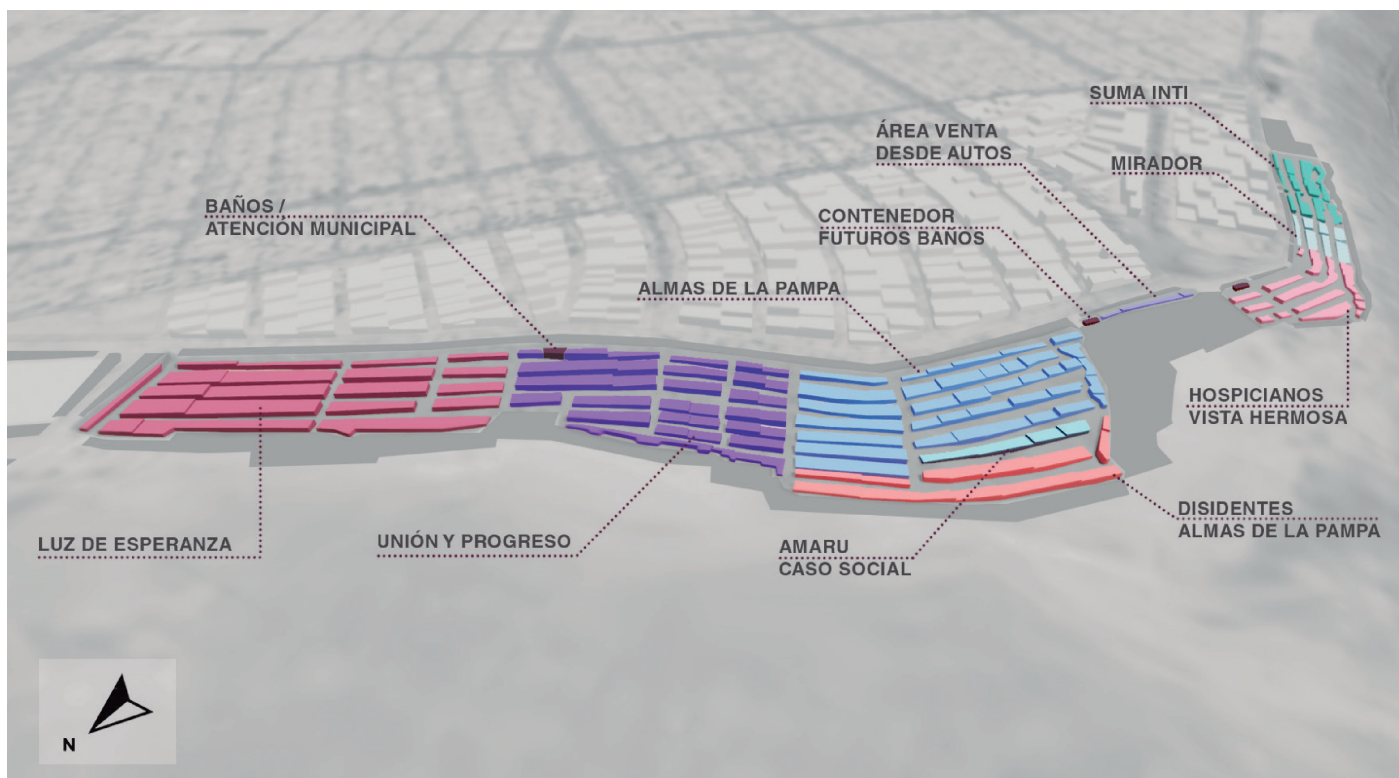 SUMA INTI
ÁREA VENTA
DESDE AUTOS
MIRADOR
BAÑOS /
ATENCIÓN MUNICIPAL
CONTENEDOR
FUTUROS BAÑOS
ALMAS DE LA PAMPA
HOSPICIANOS
VISTA HERMOSA
DISIDENTES
ALMAS DE LA PAMPA
LUZ DE ESPERANZA
UNIÓN Y PROGRESO
AMARU
CASO SOCIAL
N